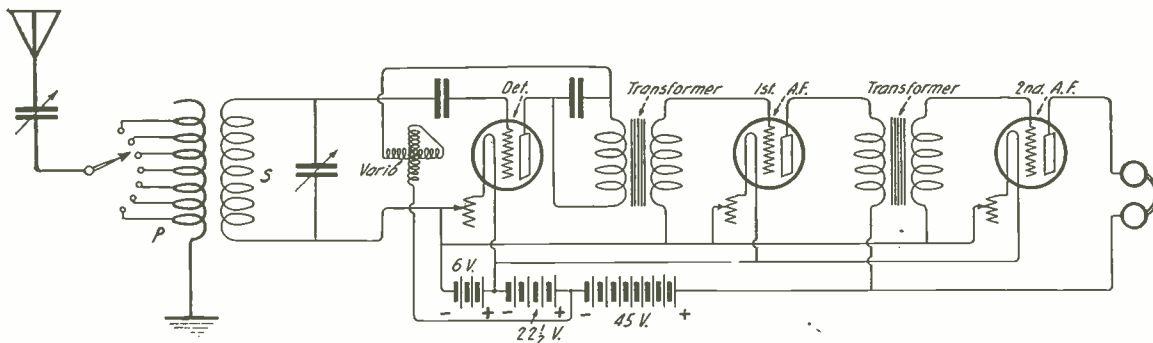 Det.
Transformer
1st. A.F.
Transformer
2nd. A.F.
S
Vario
P
6 V.
- + - + - +
22½ V.
45 V.